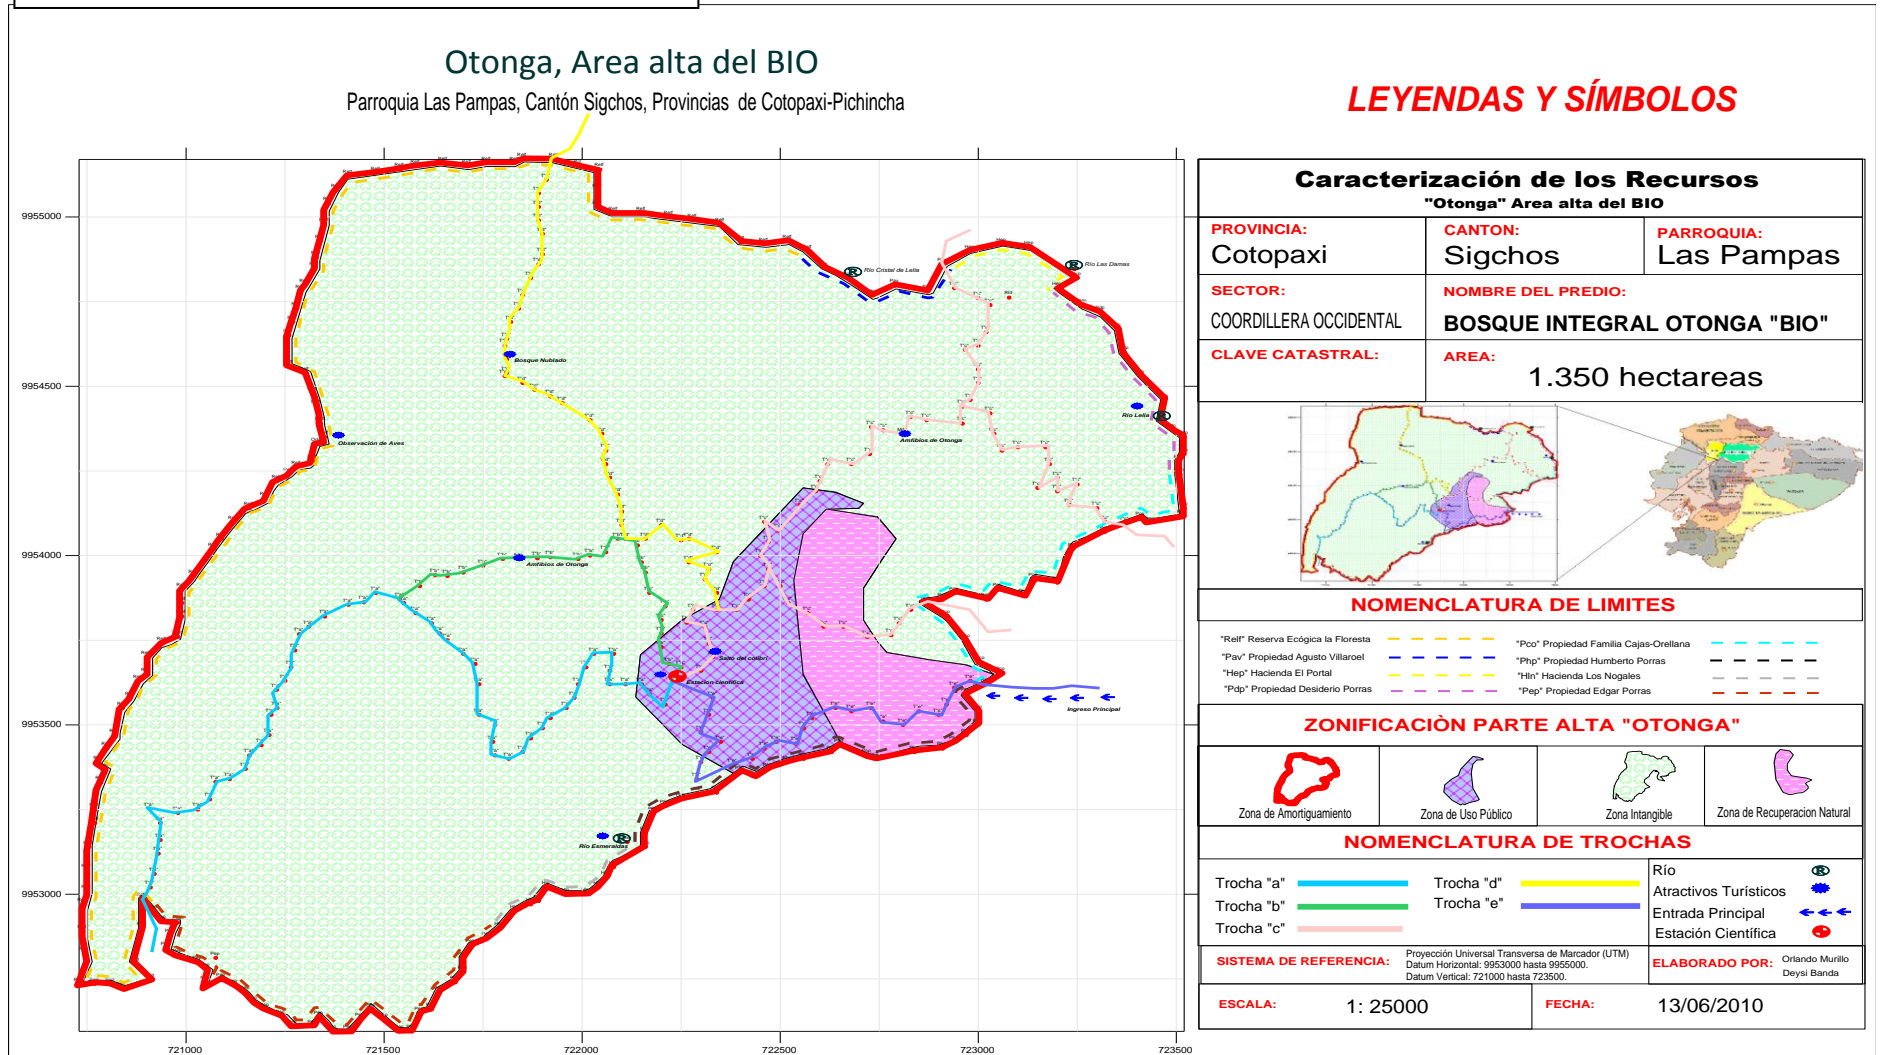 Otonga, Area alta del BIO
Parroquia Las Pampas, Cantón Sigchos, Provincias de Cotopaxi-Pichincha
9955000
9954500
9954000
9953500
9953000
721000
721500
722000
722500
723000
723500
Río Cristal de Lelia
Río Las Damas
Bosque Nublado
Río Lelia
Observación de Aves
Amfibios de Otonga
Amfibios de Otonga
Salto del colibrí
Estacion científica
Ingreso Principal
Río Esmeraldas
LEYENDAS Y SÍMBOLOS
Caracterización de los Recursos
"Otonga" Area alta del BIO
PROVINCIA:
Cotopaxi
CANTON:
Sigchos
PARROQUIA:
Las Pampas
SECTOR:
COORDILLERA OCCIDENTAL
NOMBRE DEL PREDIO:
BOSQUE INTEGRAL OTONGA "BIO"
CLAVE CATASTRAL:
AREA:
1.350 hectareas
NOMENCLATURA DE LIMITES
"Relf" Reserva Ecógica la Floresta
"Pav" Propiedad Agusto Villaroel
"Hep" Hacienda El Portal
"Pdp" Propiedad Desiderio Porras
"Pco" Propiedad Familia Cajas-Orellana
"Php" Propiedad Humberto Porras
"Hln" Hacienda Los Nogales
"Pep" Propiedad Edgar Porras
ZONIFICACIÒN PARTE ALTA "OTONGA"
Zona de Amortiguamiento
Zona de Uso Público
Zona Intangible
Zona de Recuperacion Natural
NOMENCLATURA DE TROCHAS
Trocha "a"
Trocha "b"
Trocha "c"
Trocha "d"
Trocha "e"
Río
Atractivos Turísticos
Entrada Principal
Estación Científica
SISTEMA DE REFERENCIA:
Proyección Universal Transversa de Marcador (UTM)
Datum Horizontal: 9953000 hasta 9955000.
Datum Vertical: 721000 hasta 723500.
ELABORADO POR:
Orlando Murillo
Deysi Banda
ESCALA:
1: 25000
FECHA:
13/06/2010